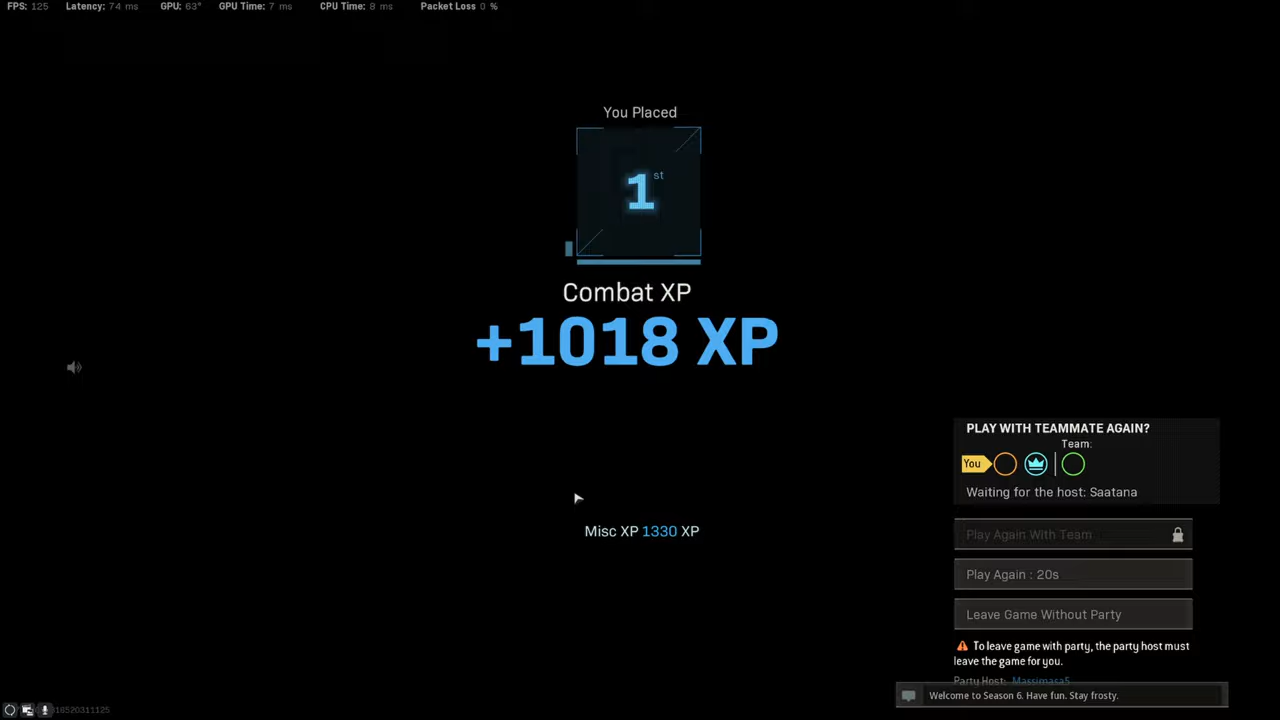 FPS: 125 Latency: 74 ms GPU: 63° GPU Time: 7 ms CPU Time: 8 ms Packet Loss 0 %
You Placed
1st
Combat XP
+1018 XP
Misc XP 1330 XP
PLAY WITH TEAMMATE AGAIN?
Team:
You
Waiting for the host: Saatana
Play Again With Team
Play Again : 20s
Leave Game Without Party
To leave game with party, the party host must
leave the game for you.
Party Host: Massimasa5
Welcome to Season 6. Have fun. Stay frosty.